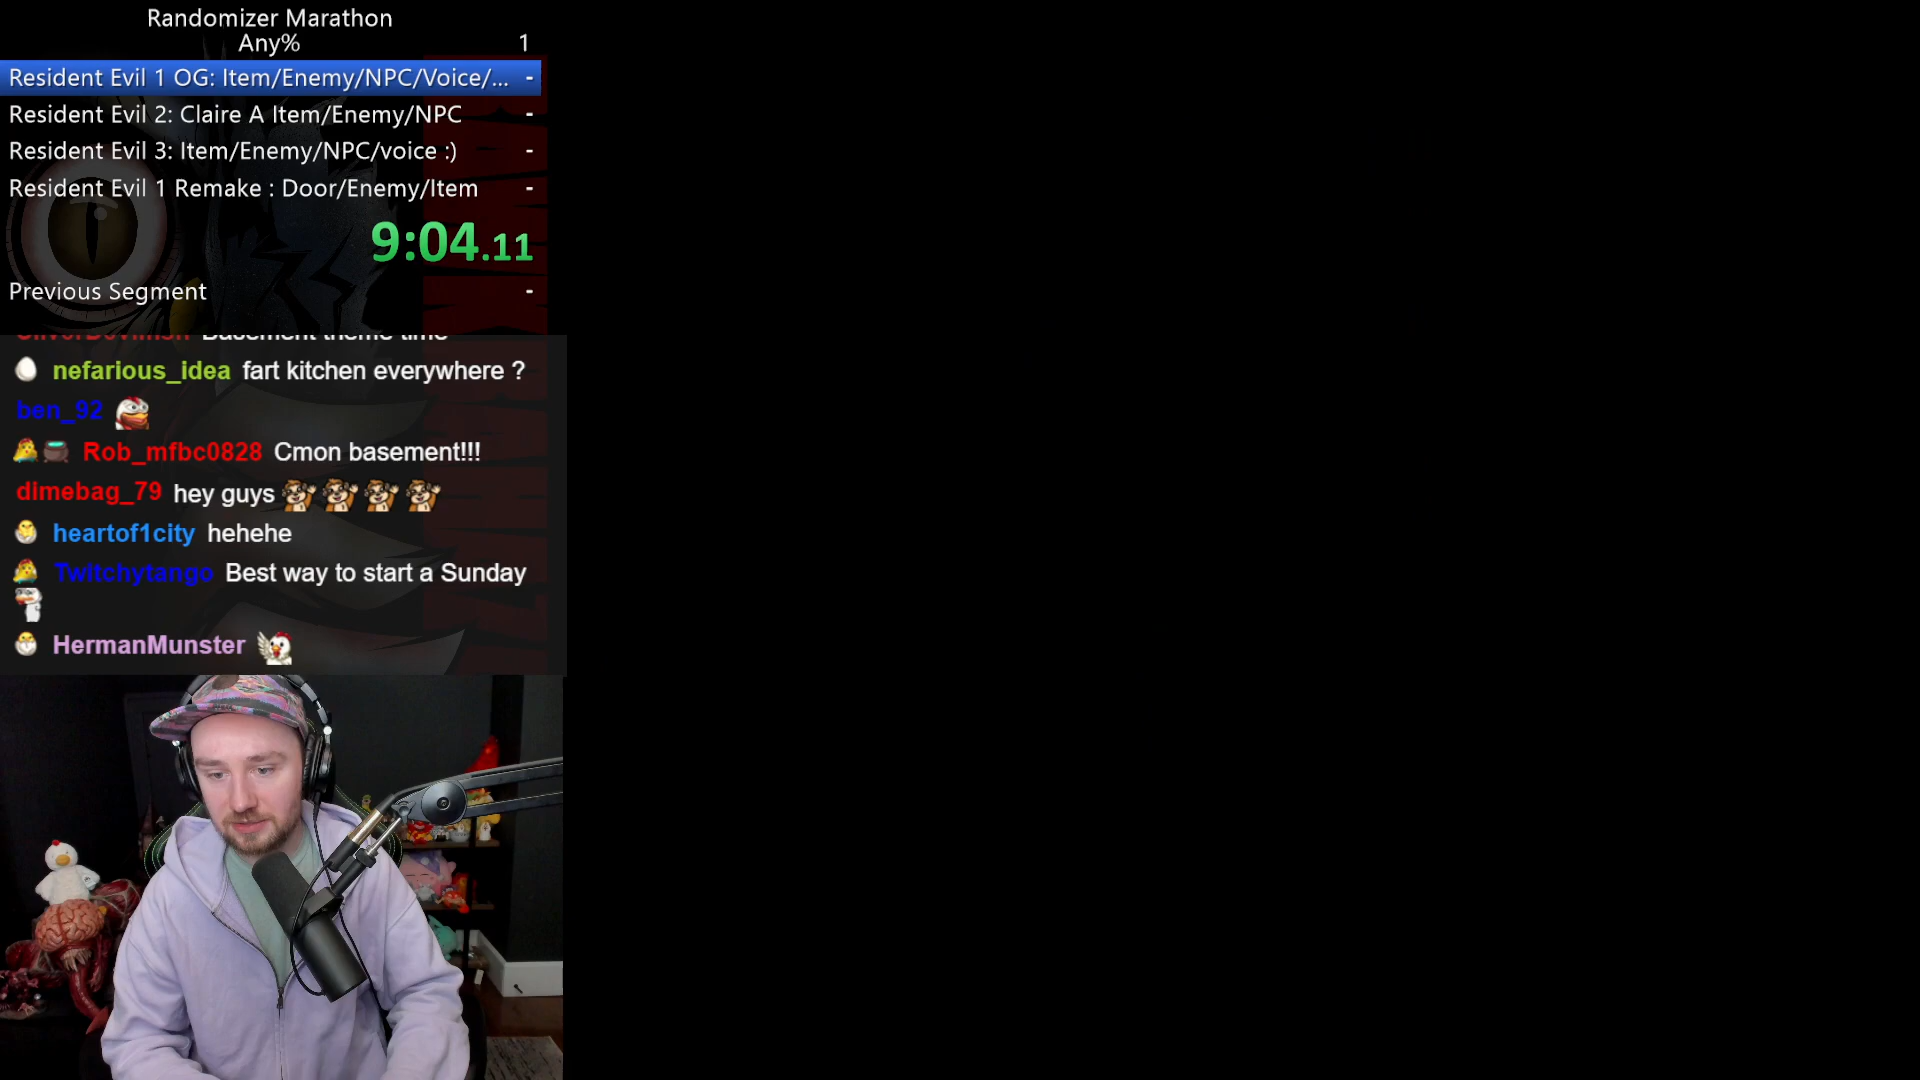 Randomizer Marathon
Any% 1
Resident Evil 1 OG: Item/Enemy/NPC/Voice/... -
Resident Evil 2: Claire A Item/Enemy/NPC -
Resident Evil 3: Item/Enemy/NPC/voice :) -
Resident Evil 1 Remake : Door/Enemy/Item -
9:04.11
Previous Segment -
Basement theme time
nefarious_idea fart kitchen everywhere ?
ben_92
Rob_mfbc0828 Cmon basement!!!
dimebag_79 hey guys
heartof1city hehehe
Twitchytango Best way to start a Sunday
HermanMunster